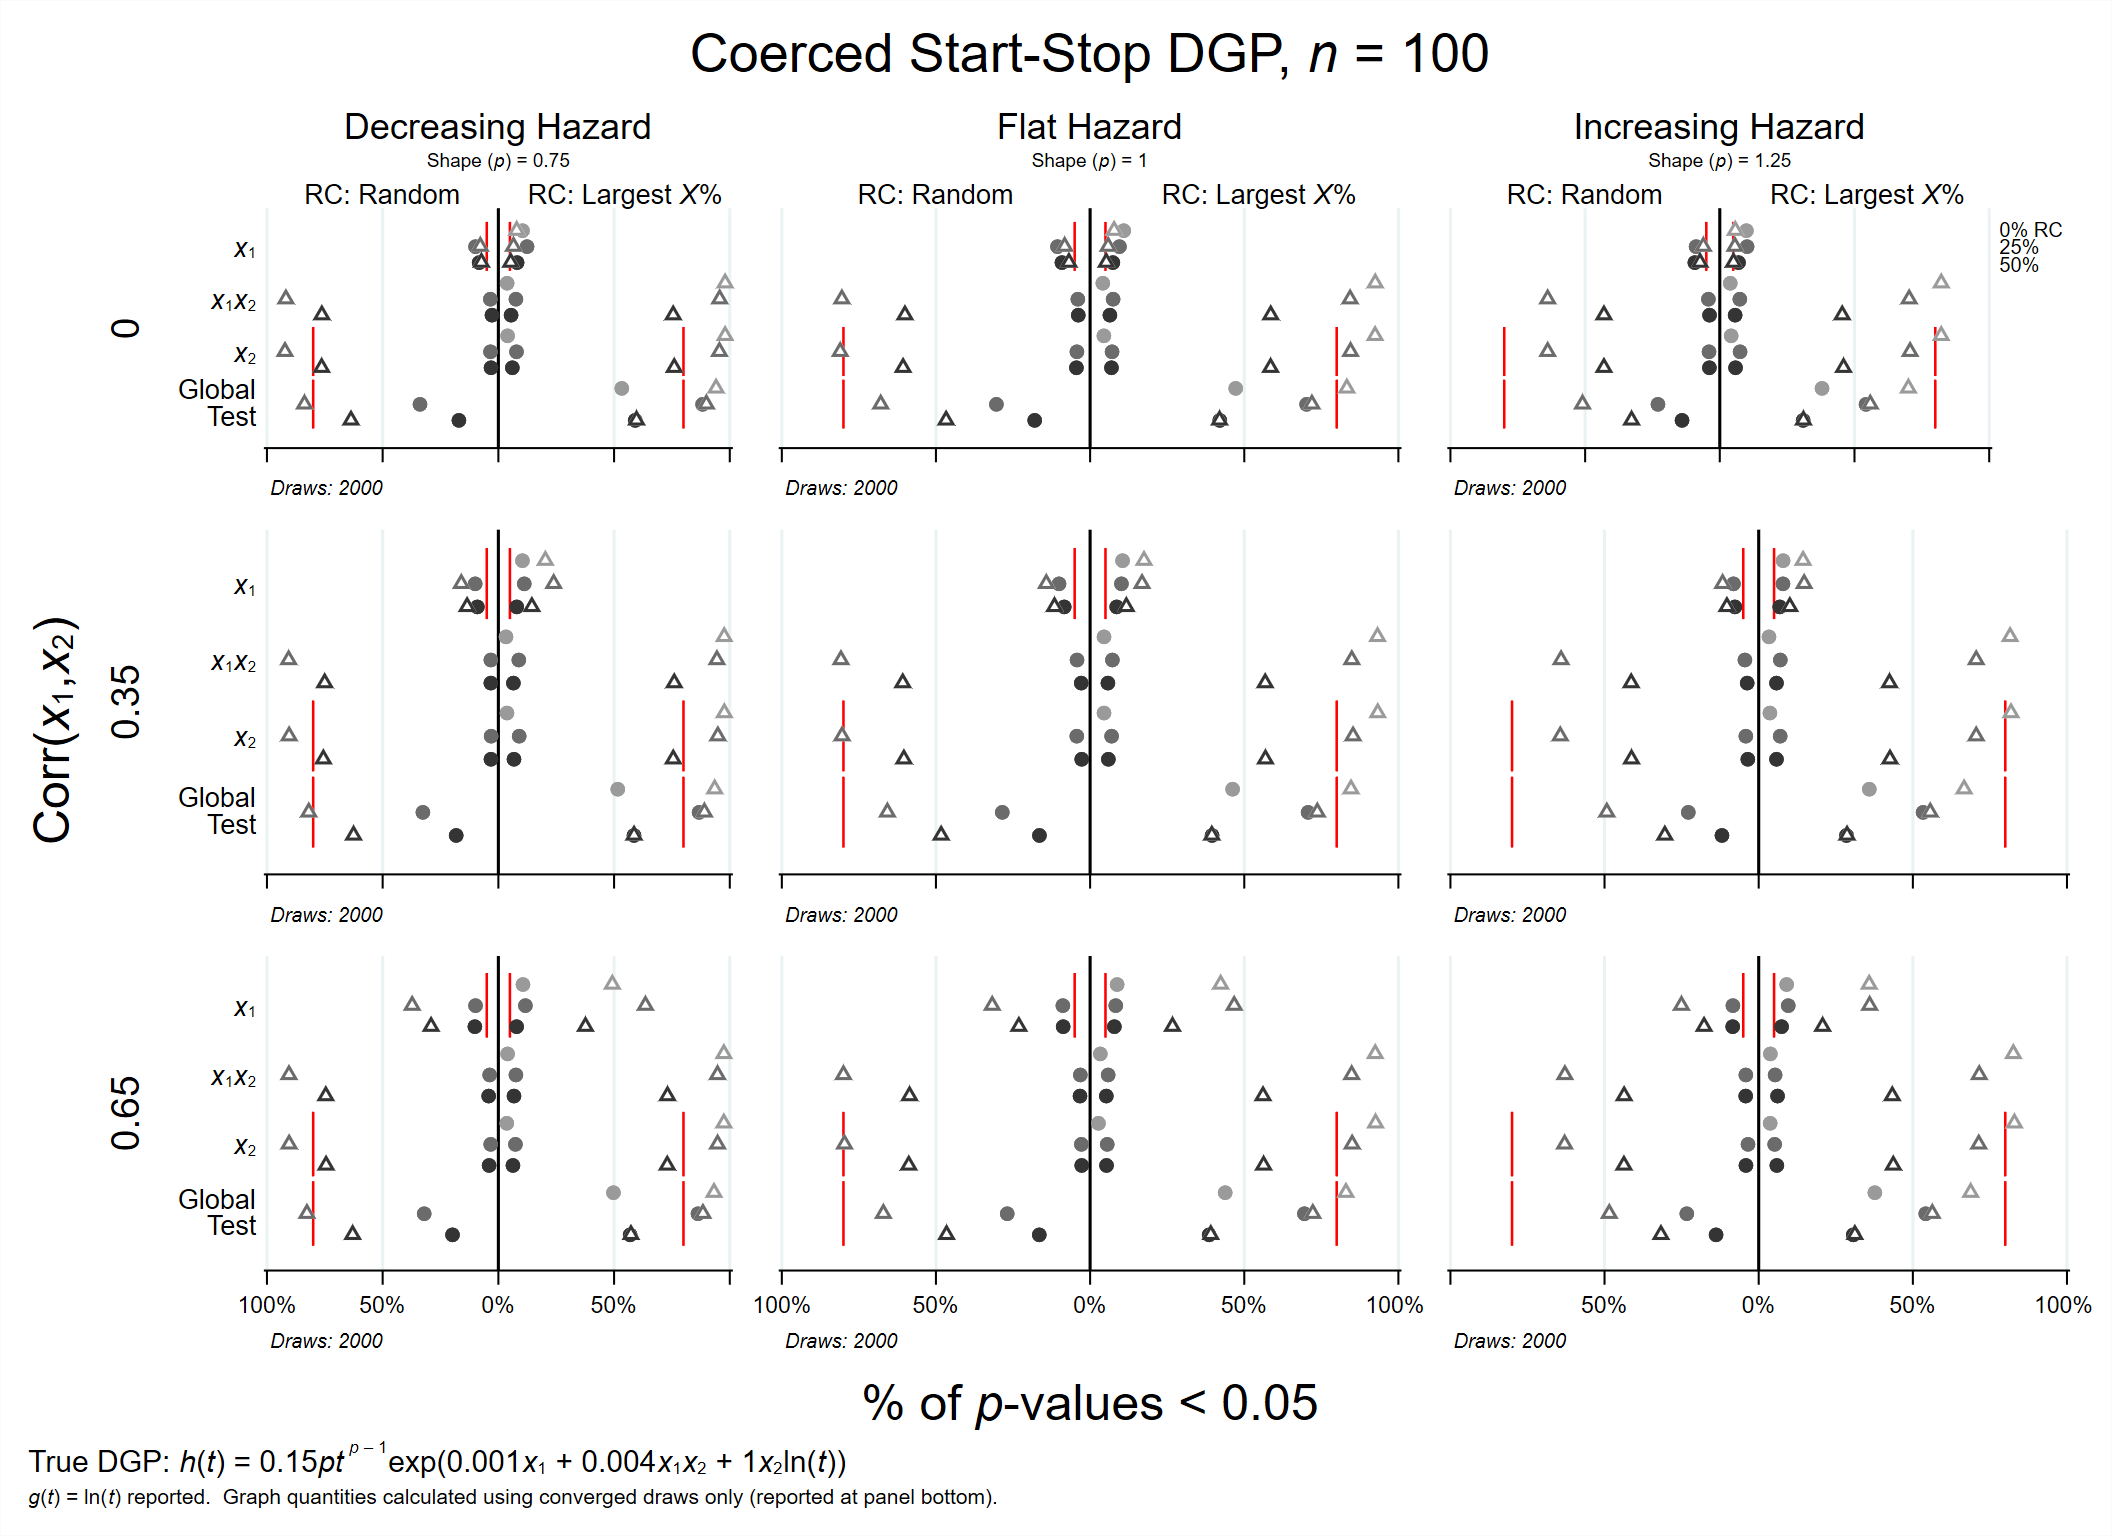 Coerced Start-Stop DGP, n = 100
Decreasing Hazard
Shape (p) = 0.75
RC: Random RC: Largest X%
Flat Hazard
Shape (p) = 1
RC: Random RC: Largest X%
Increasing Hazard
Shape (p) = 1.25
RC: Random RC: Largest X%
0% RC
25%
50%
Corr(x1,x2)
0
x1
x1x2
x2
Global
Test
Draws: 2000 Draws: 2000 Draws: 2000
0.35
x1
x1x2
x2
Global
Test
Draws: 2000 Draws: 2000 Draws: 2000
0.65
x1
x1x2
x2
Global
Test
100% 50% 0% 50% 100% 50% 0% 50% 100% 50% 0% 50% 100%
Draws: 2000 Draws: 2000 Draws: 2000
% of p-values < 0.05
True DGP: h(t) = 0.15pt^p − 1 exp(0.001x1 + 0.004x1x2 + 1x2ln(t))
g(t) = ln(t) reported. Graph quantities calculated using converged draws only (reported at panel bottom).